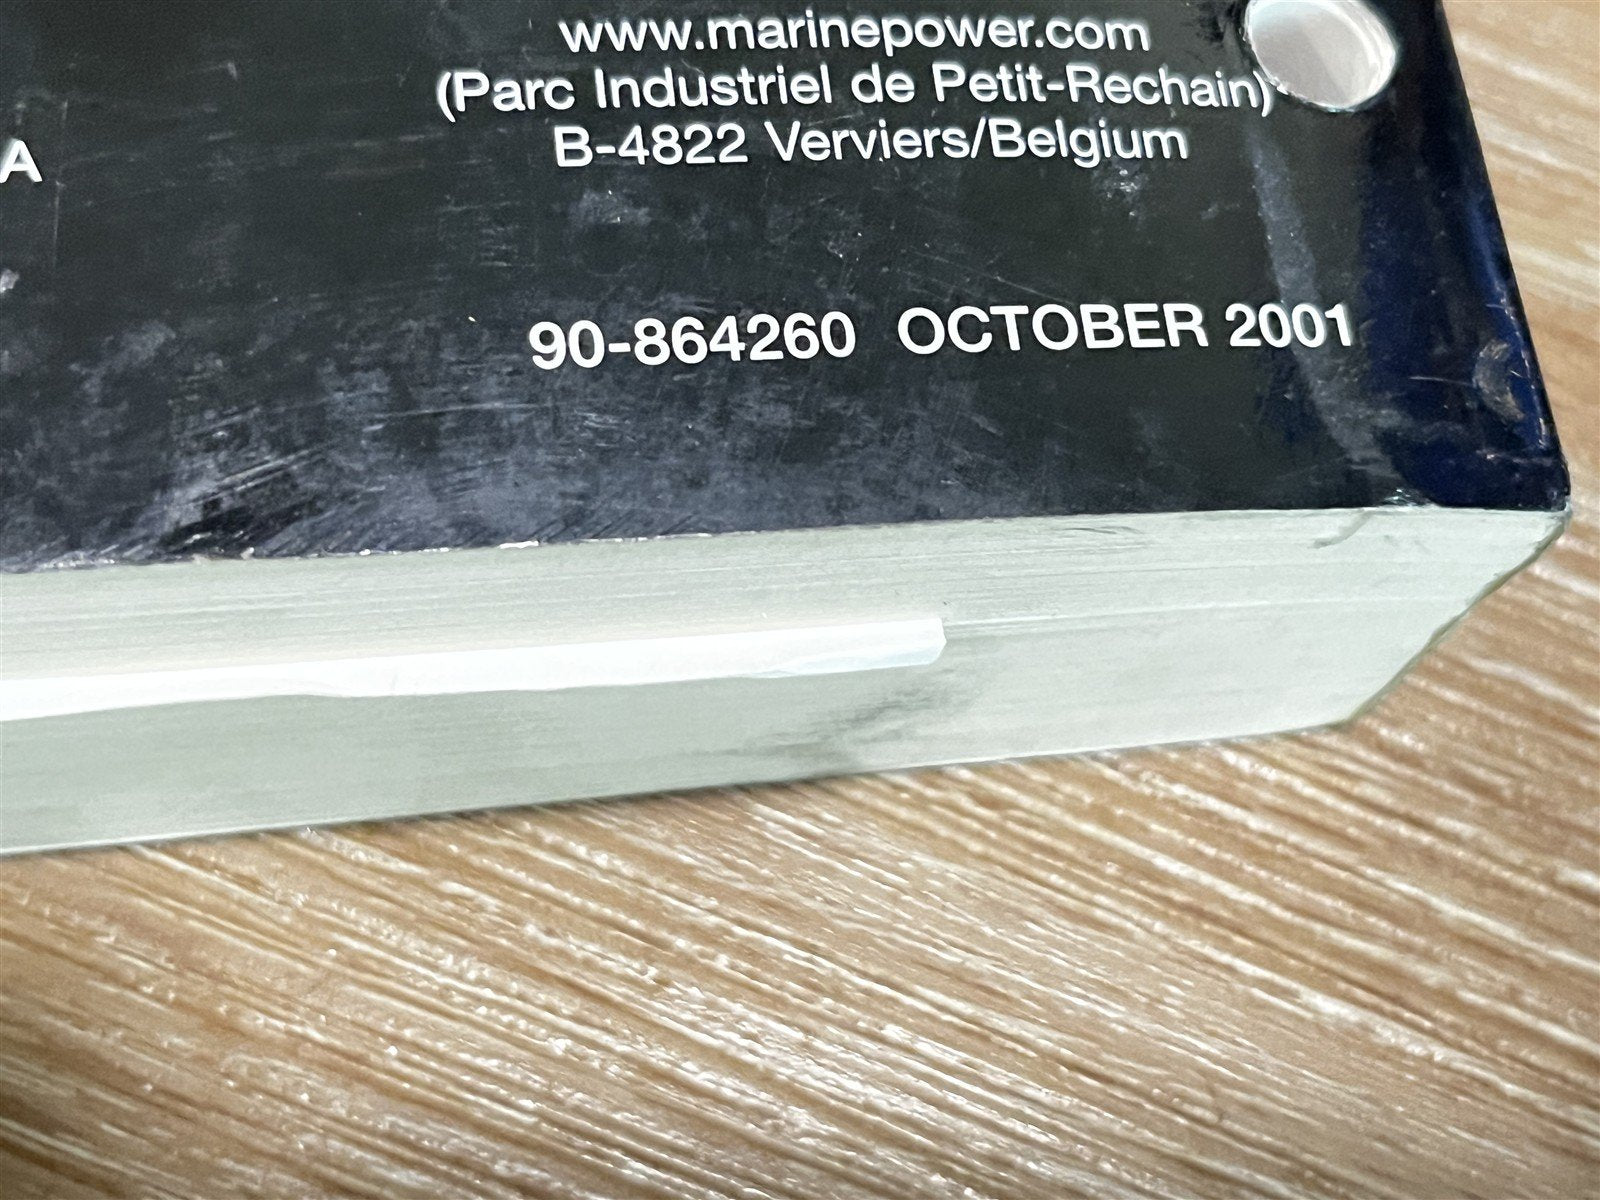 www.marinepower.com
(Parc Industriel de Petit-Rechain)
B-4822 Verviers/Belgium
A
90-864260 OCTOBER 2001